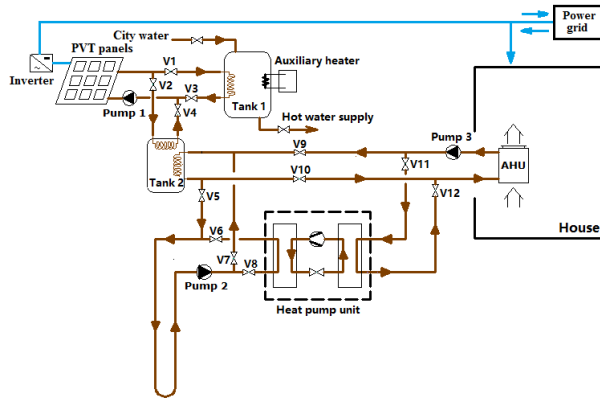 City water
Power
grid
PVT panels
Inverter
V1
V2
V3
V4
Auxiliary heater
Tank 1
Pump 1
Hot water supply
Pump 3
V9
V11
AHU
V10
V12
Tank 2
V5
House
V6
V7
V8
Pump 2
Heat pump unit